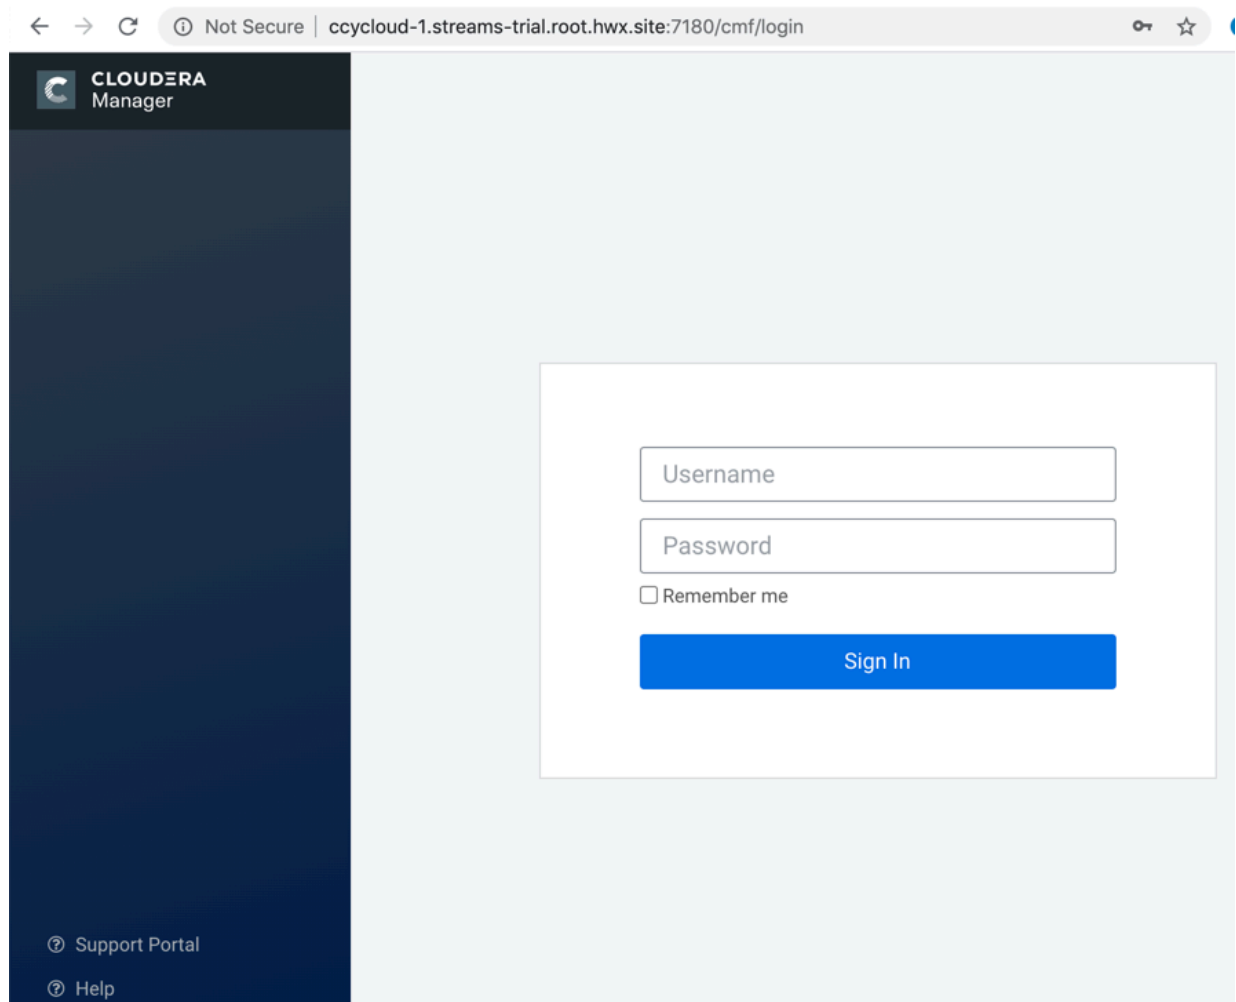 Not Secure | ccycloud-1.streams-trial.root.hwx.site:7180/cmf/login
CLOUDERA
Manager
Username
Password
Remember me
Sign In
Support Portal
Help